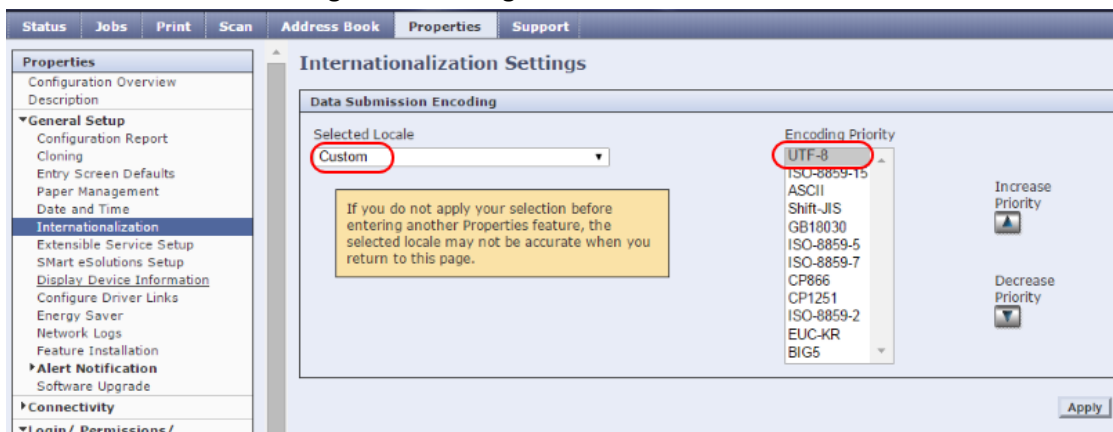 Status Jobs Print Scan Address Book Properties Support
Properties
Configuration Overview
Description
General Setup
Configuration Report
Cloning
Entry Screen Defaults
Paper Management
Date and Time
Internationalization
Extensible Service Setup
SMart eSolutions Setup
Display Device Information
Configure Driver Links
Energy Saver
Network Logs
Feature Installation
Alert Notification
Software Upgrade
Connectivity
Login/ Permissions/
Internationalization Settings
Data Submission Encoding
Selected Locale
Custom
If you do not apply your selection before
entering another Properties feature, the
selected locale may not be accurate when you
return to this page.
Encoding Priority
UTF-8
ISO-8859-15
ASCII
Shift-JIS
GB18030
ISO-8859-5
ISO-8859-7
CP866
CP1251
ISO-8859-2
EUC-KR
BIG5
Increase
Priority
Decrease
Priority
Apply